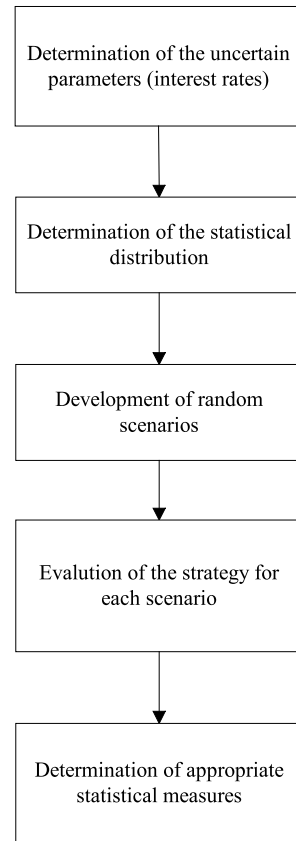 Determination of the uncertain
parameters (interest rates)
Determination of the statistical
distribution
Development of random
scenarios
Evalution of the strategy for
each scenario
Determination of appropriate
statistical measures